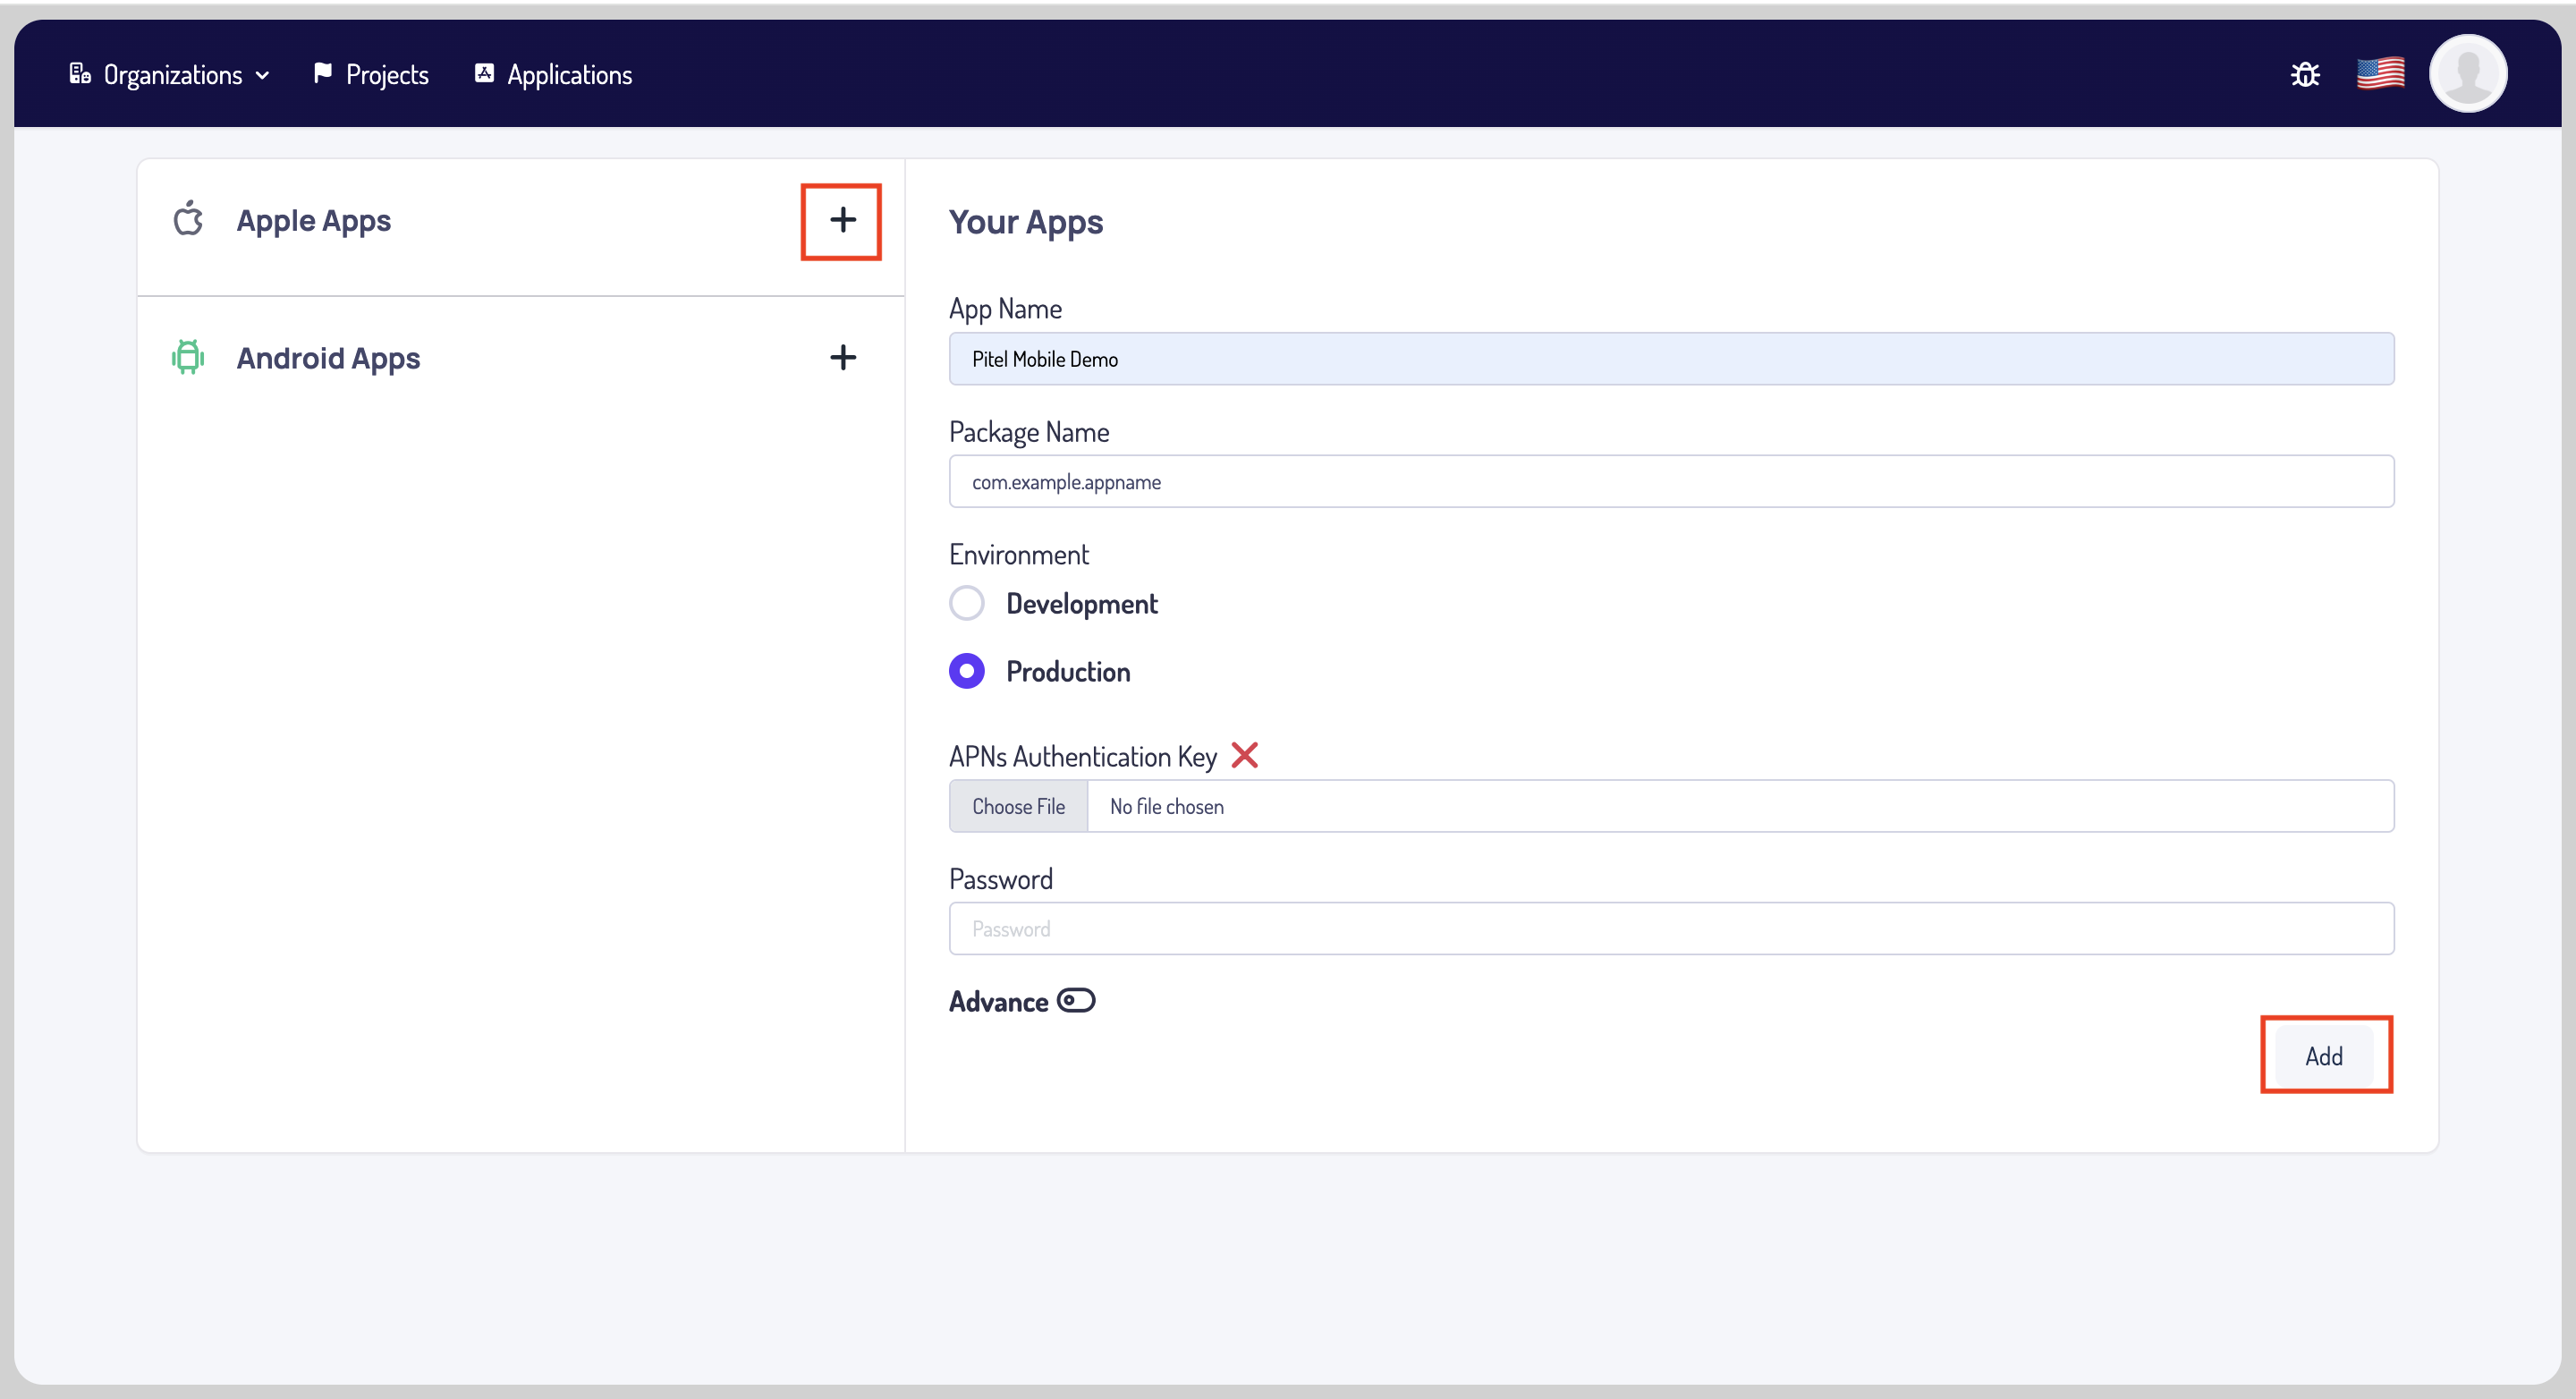 Organizations
Projects
Applications
Apple Apps
Android Apps
Your Apps
App Name
Pitel Mobile Demo
Package Name
com.example.appname
Environment
Development
Production
APNs Authentication Key
Choose File No file chosen
Password
Password
Advance
Add